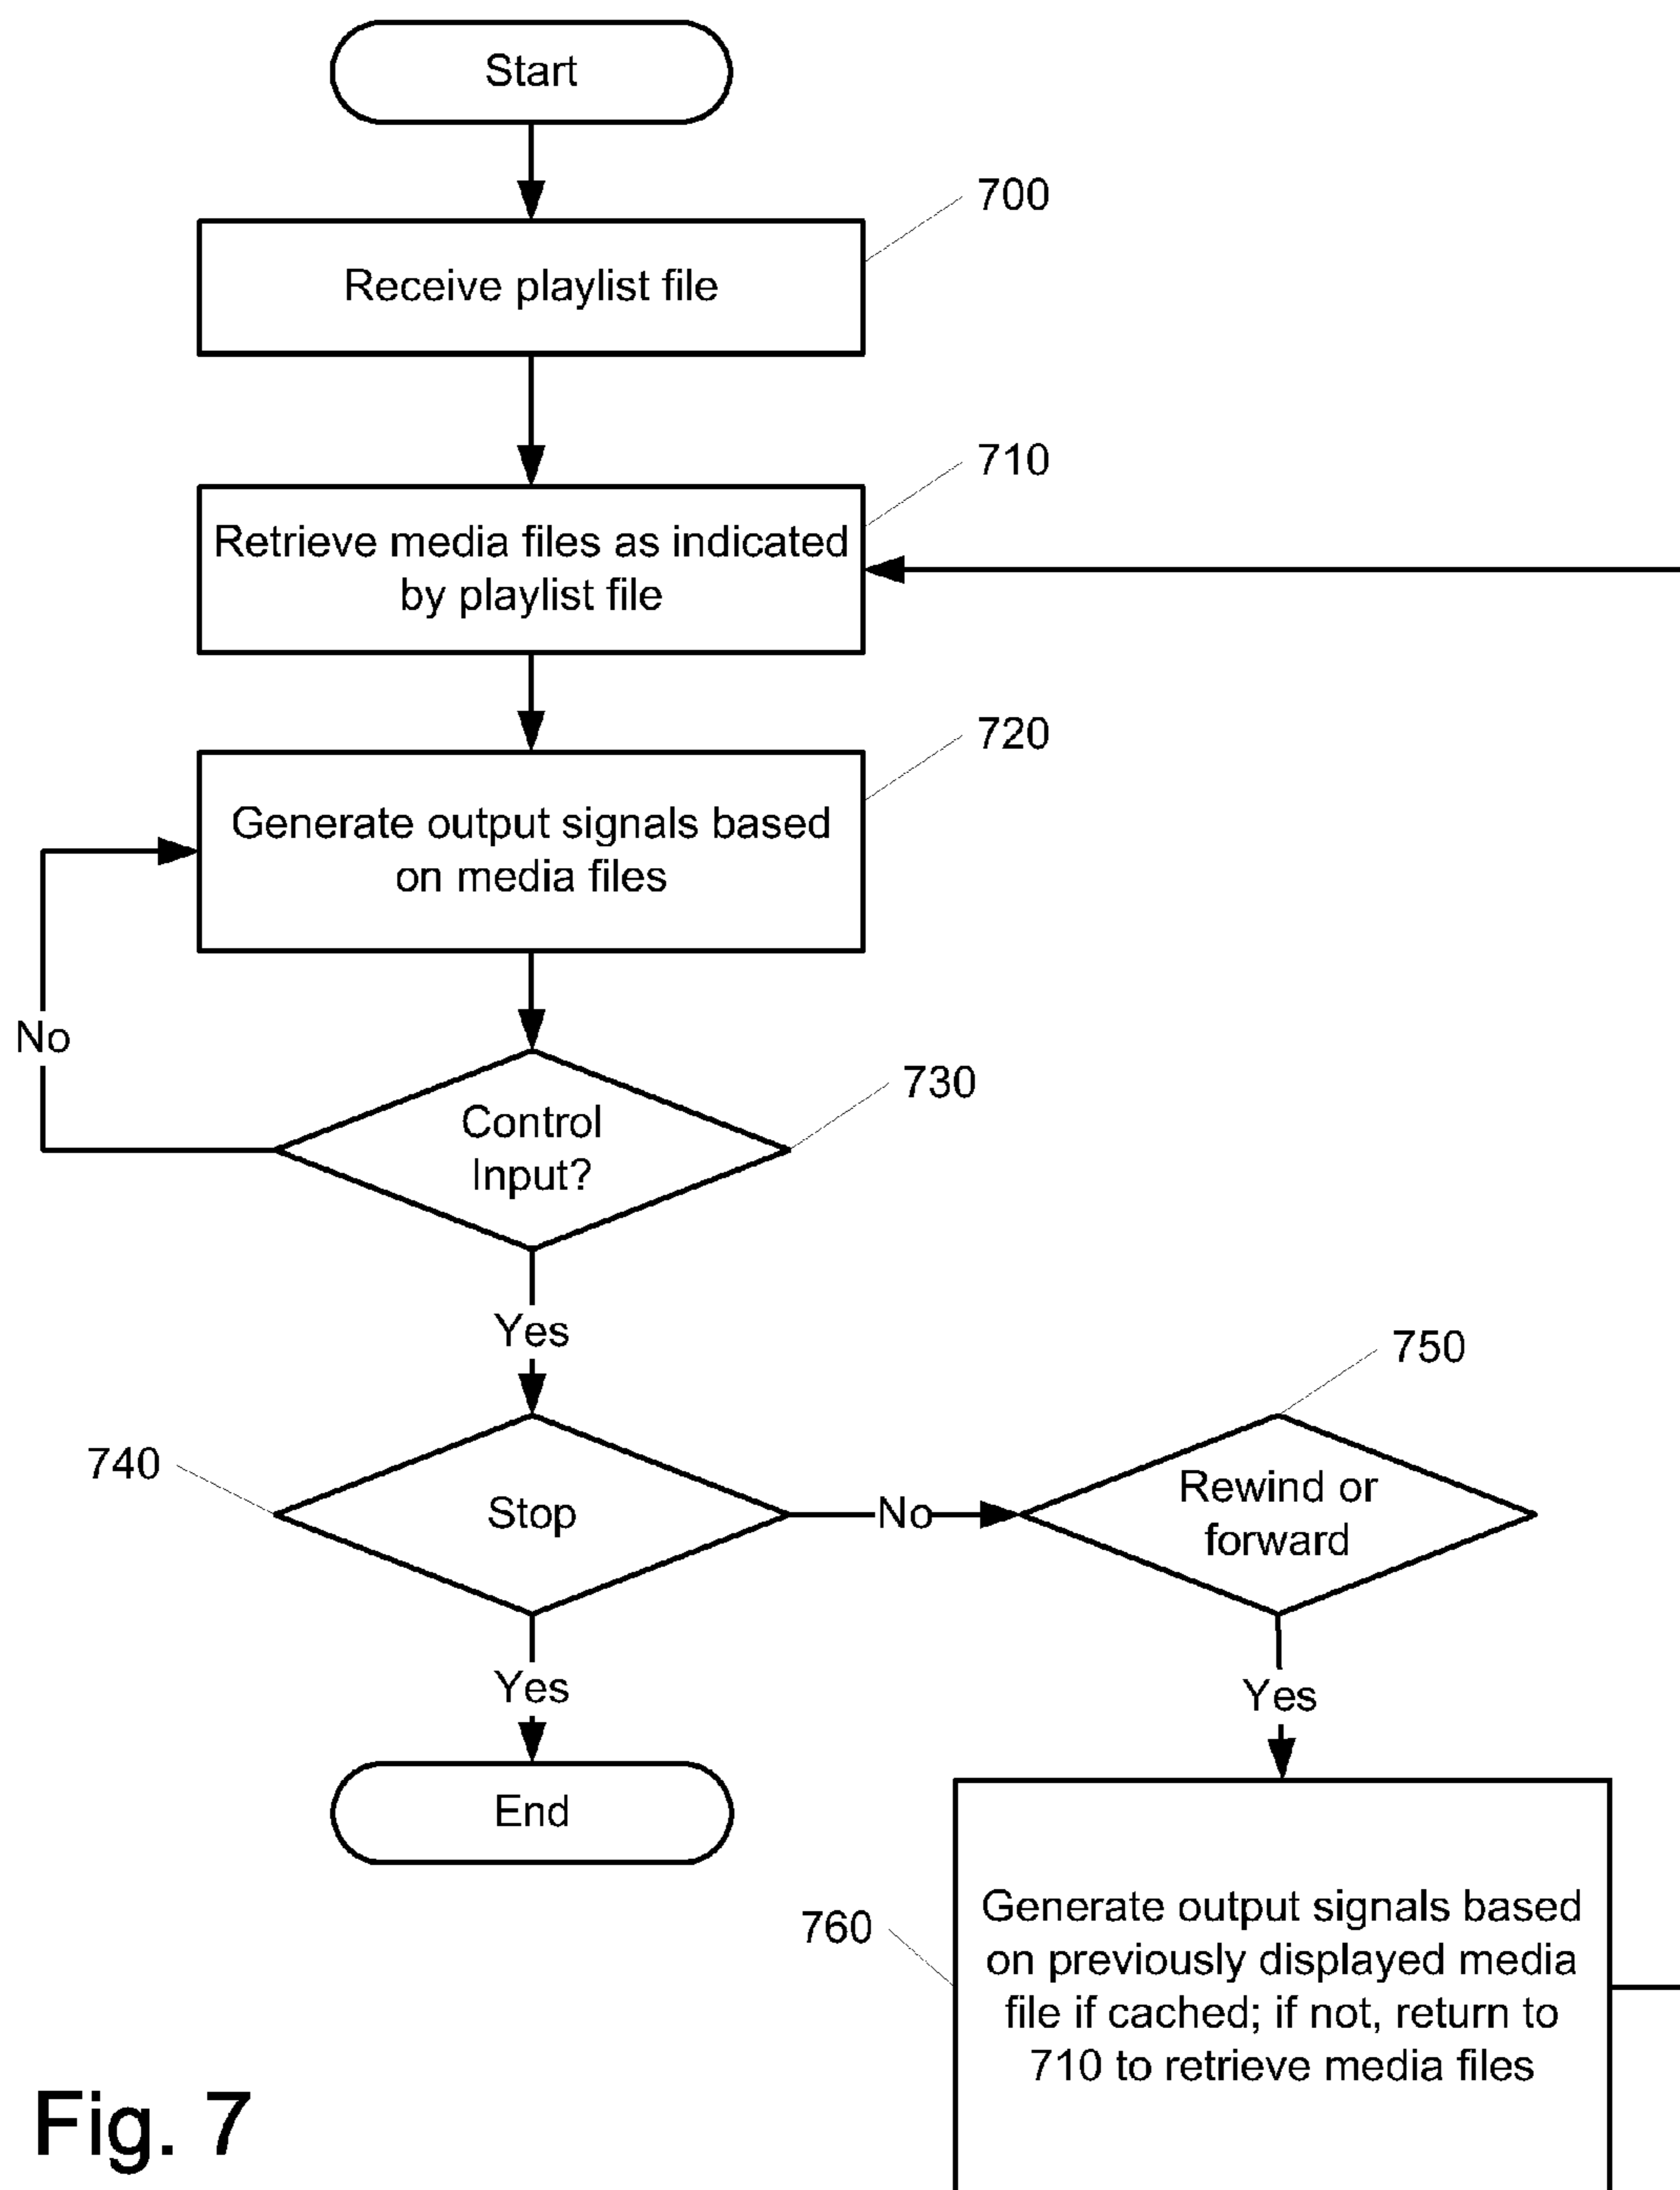 Start
700
Receive playlist file
710
Retrieve media files as indicated
by playlist file
720
Generate output signals based
on media files
No
730
Control
Input?
Yes
750
740
Stop
No
Rewind or
forward
Yes
Yes
End
760
Generate output signals based
on previously displayed media
file if cached; if not, return to
710 to retrieve media files
Fig. 7